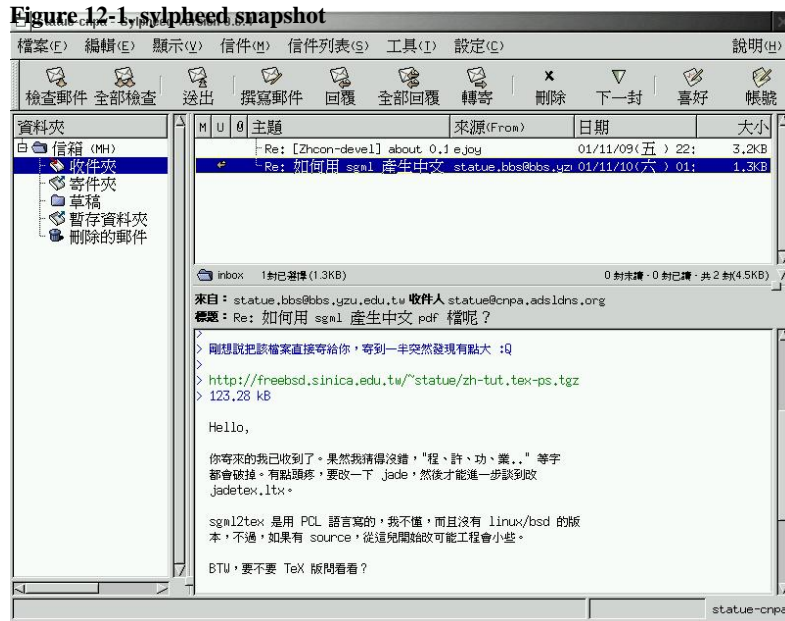 Figure 12-1. sylpheed snapshot
檔案(F) 編輯(E) 顯示(V) 信件(M) 信件列表(S) 工具(T) 設定(C) 說明(H)
檢查郵件 全部檢查 送出 撰寫郵件 回覆 全部回覆 轉寄 刪除 下一封 喜好 帳號
資料夾
信箱 (MH)
收件夾
寄件夾
草稿
暫存資料夾
刪除的郵件
M U 主題 來源(From) 日期 大小
Re: [Zhcon-devel] about 0.1 e.joy 01/11/09(五 ) 22: 3.2KB
Re: 如何用 sgml 產生中文 statue.bbs@bbs.yzu 01/11/10(六 ) 01: 1.3KB
inbox 1封已選擇(1.3KB) 0 封未讀 - 0 封已讀 - 共 2 封(4.5KB)
來自：statue.bbs@bbs.yzu.edu.tw 收件人 statue@cnpa.adsldns.org
標題：Re: 如何用 sgml 產生中文 pdf 檔呢？
>
> 剛想說把該檔案直接寄給你，寄到一半突然發現有點大 :Q
>
> http://freebsd.sinica.edu.tw/~statue/zh-tut.tex-ps.tgz
> 123.28 kB
Hello,
你寄來的我已收到了。果然我猜得沒錯，"程、許、功、業.." 等字
都會破掉。有點頭疼，要改一下 jade，然後才能進一步談到改
jadetex.ltx。
sgml2tex 是用 PCL 語言寫的，我不懂，而且沒有 linux/bsd 的版
本，不過，如果有 source，從這兒開始改可能工程會小些。
BTW，要不要 TeX 版問看看？
statue-cnpa